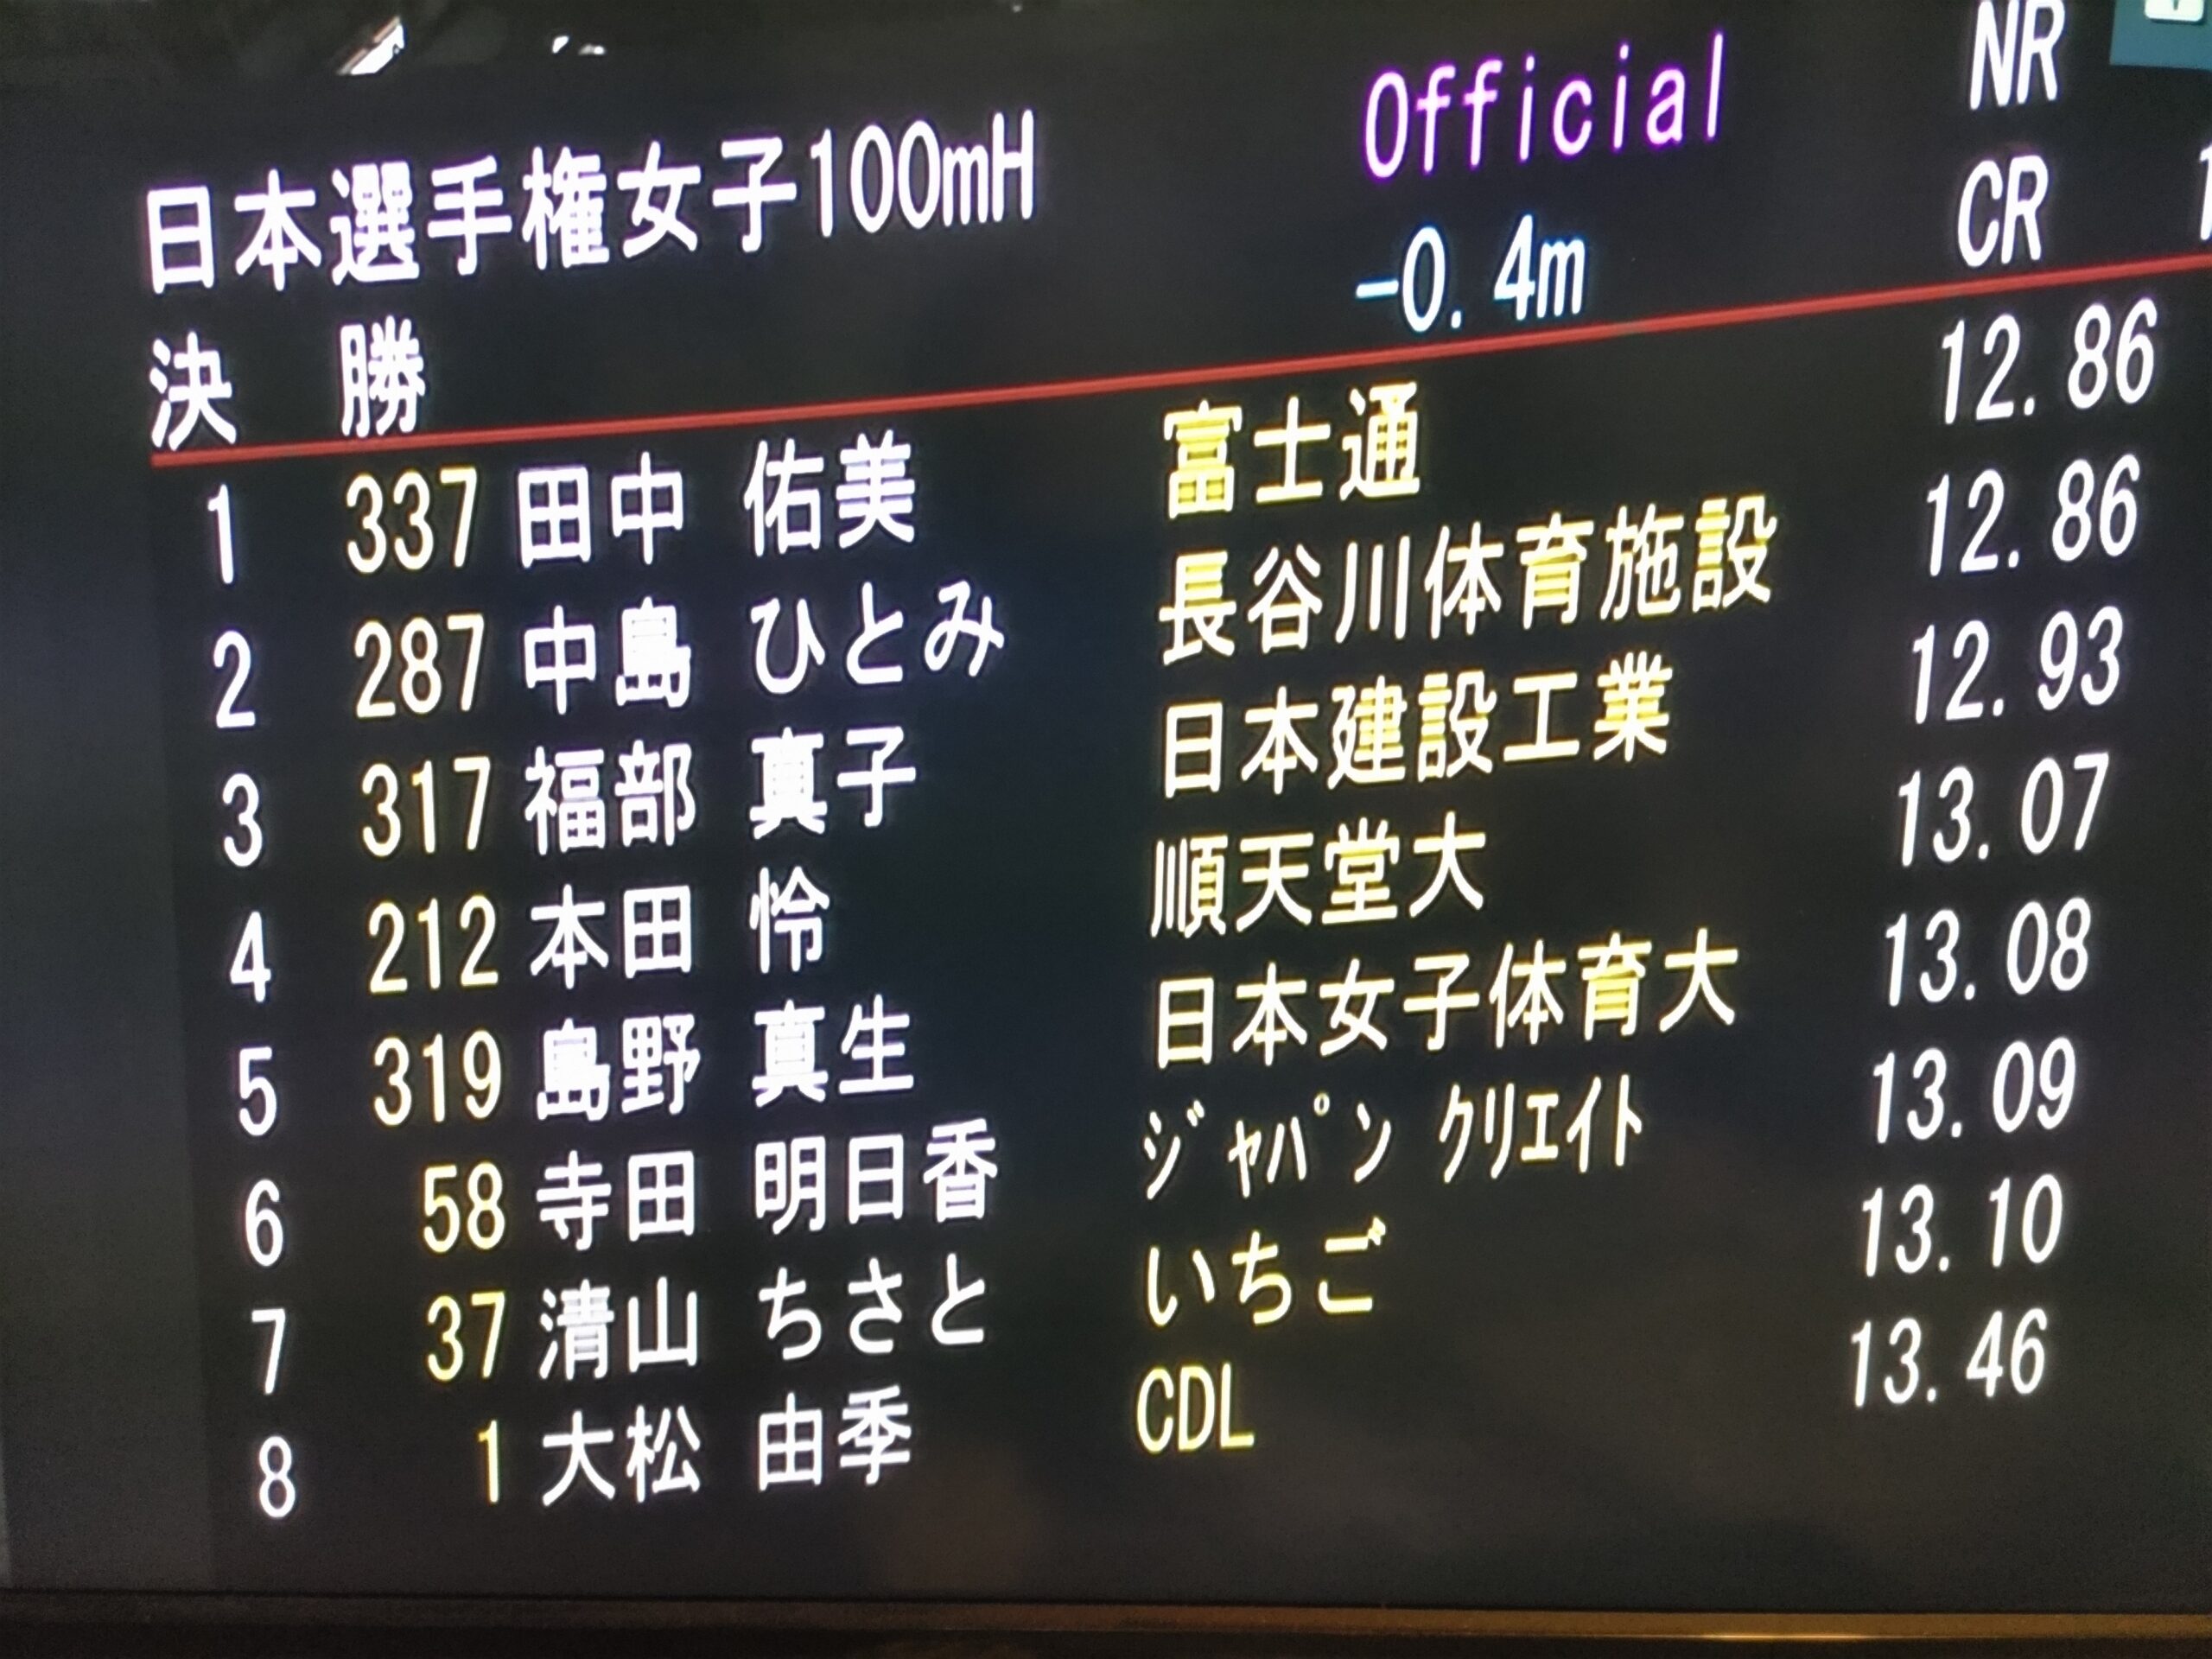 日本選手権女子100mH Official NR
決 勝 -0.4m CR
1 337 田中 佑美 富士通 12.86
2 287 中島 ひとみ 長谷川体育施設 12.86
3 317 福部 真子 日本建設工業 12.93
4 212 本田 怜 順天堂大 13.07
5 319 島野 真生 日本女子体育大 13.08
6 58 寺田 明日香 ｼﾞｬﾊﾟﾝ ｸﾘｴｲﾄ 13.09
7 37 清山 ちさと いちご 13.10
8 1 大松 由季 CDL 13.46